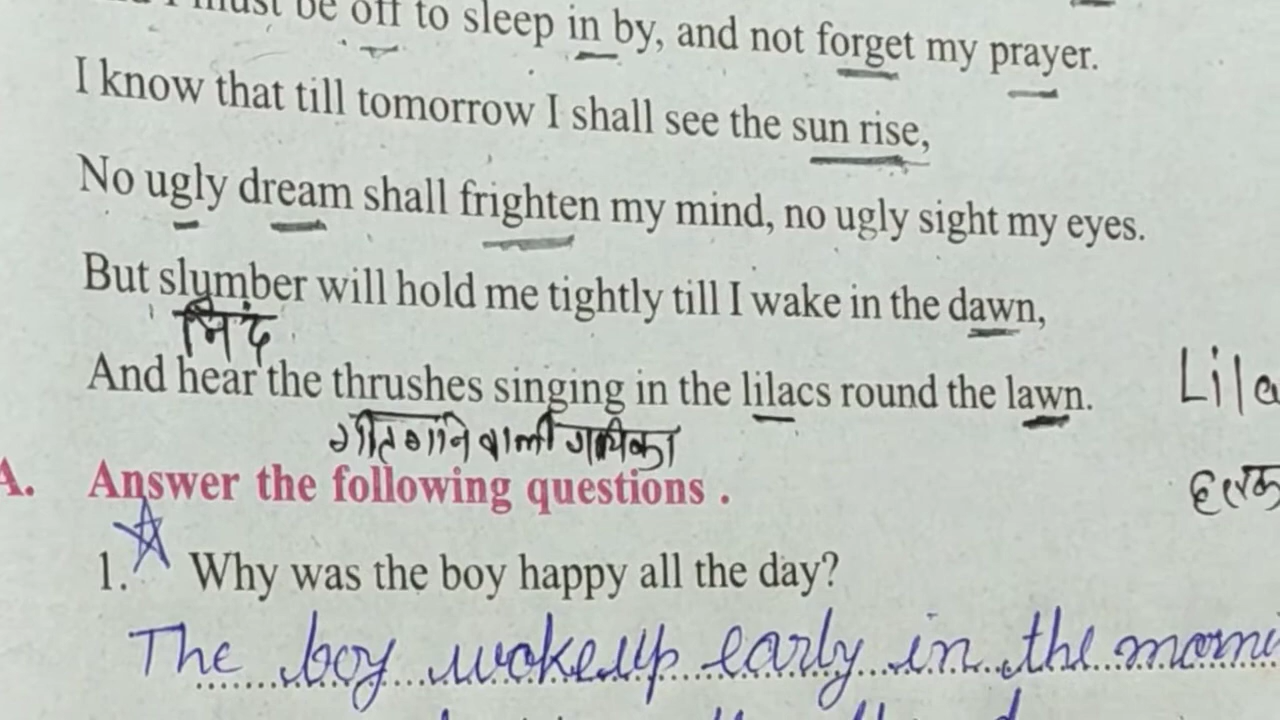 must be off to sleep in by, and not forget my prayer.
I know that till tomorrow I shall see the sun rise,
No ugly dream shall frighten my mind, no ugly sight my eyes.
But slumber will hold me tightly till I wake in the dawn,
निंद
And hear the thrushes singing in the lilacs round the lawn.
गीत गाने वाली गायीका
A. Answer the following questions .
1. Why was the boy happy all the day?
The boy wokeup early in the